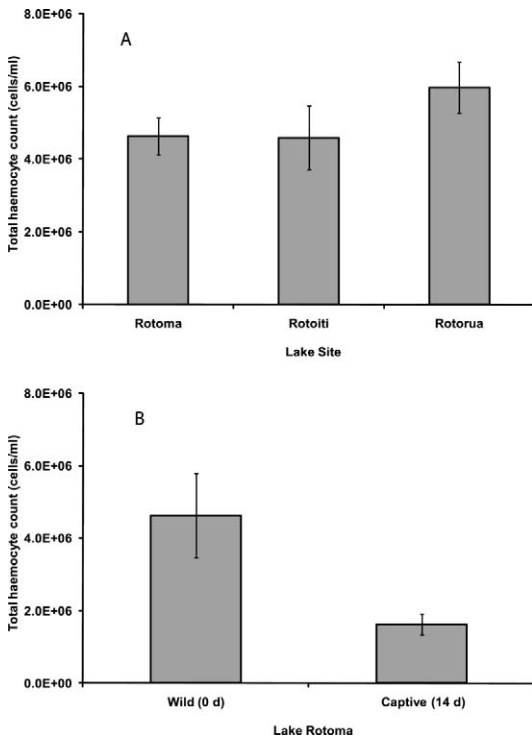 A
Total haemocyte count (cells/ml)
8.0E+06
6.0E+06
4.0E+06
2.0E+06
0.0E+00
Rotoma Rotoiti Rotorua
Lake Site
B
Total haemocyte count (cells/ml)
8.0E+06
6.0E+06
4.0E+06
2.0E+06
0.0E+00
Wild (0 d) Captive (14 d)
Lake Rotoma